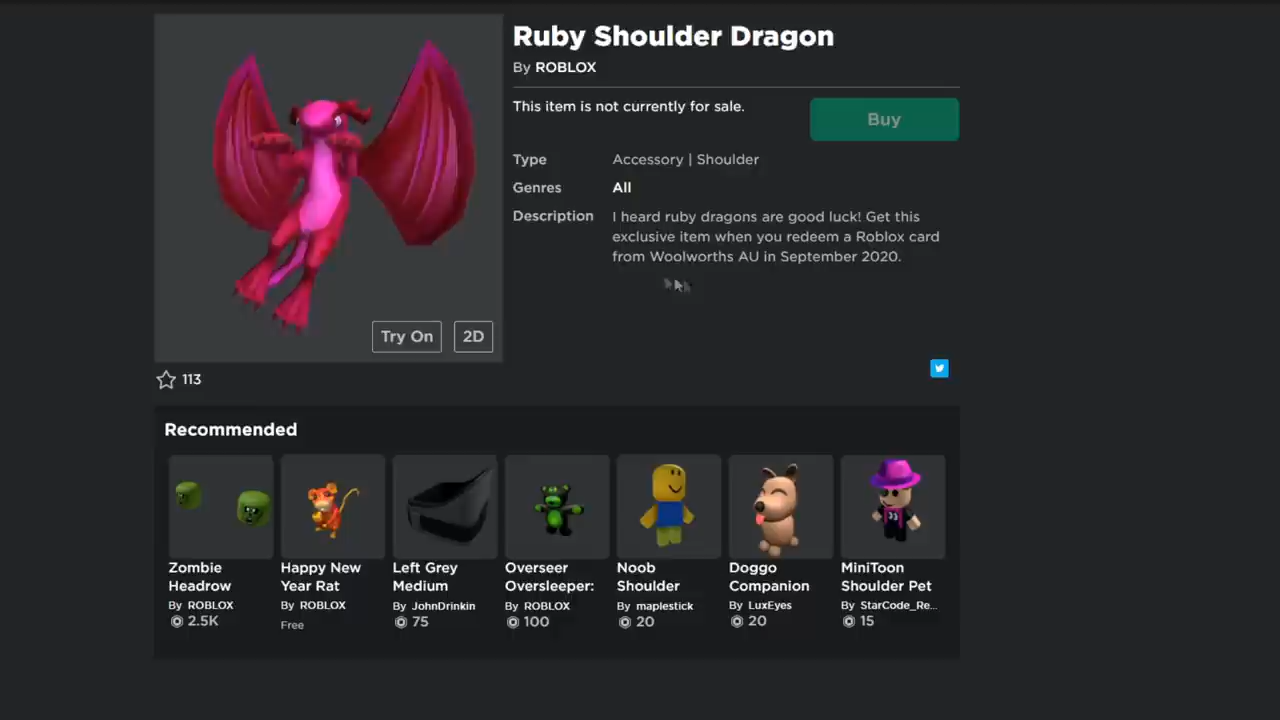 Ruby Shoulder Dragon
By ROBLOX
This item is not currently for sale.
Buy
Type
Accessory | Shoulder
Genres
All
Description
I heard ruby dragons are good luck! Get this
exclusive item when you redeem a Roblox card
from Woolworths AU in September 2020.
Try On
2D
113
Recommended
Zombie
Headrow
By ROBLOX
2.5K
Happy New
Year Rat
By ROBLOX
Free
Left Grey
Medium
By JohnDrinkin
75
Overseer
Oversleeper:
By ROBLOX
100
Noob
Shoulder
By maplestick
20
Doggo
Companion
By LuxEyes
20
MiniToon
Shoulder Pet
By StarCode_Re...
15